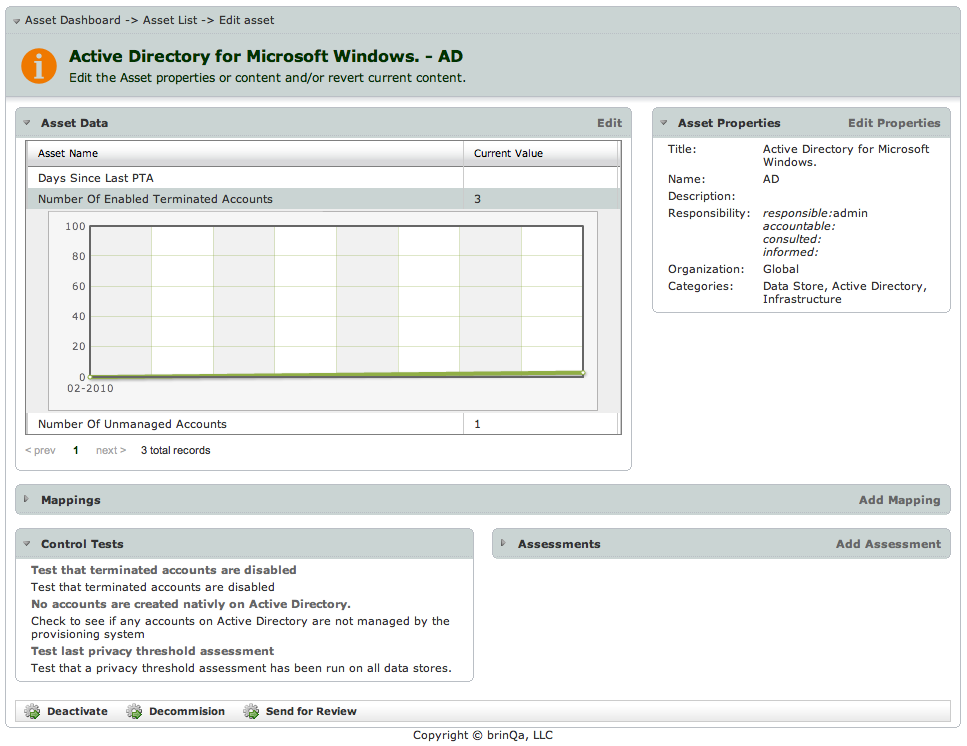 Asset Dashboard -> Asset List -> Edit asset
Active Directory for Microsoft Windows. - AD
Edit the Asset properties or content and/or revert current content.
Asset Data Edit
Asset Name Current Value
Days Since Last PTA
Number Of Enabled Terminated Accounts 3
100
80
60
40
20
0
02-2010
Number Of Unmanaged Accounts 1
< prev 1 next > 3 total records
Asset Properties Edit Properties
Title: Active Directory for Microsoft
Windows.
Name: AD
Description:
Responsibility: responsible:admin
accountable:
consulted:
informed:
Organization: Global
Categories: Data Store, Active Directory,
Infrastructure
Mappings Add Mapping
Control Tests
Test that terminated accounts are disabled
Test that terminated accounts are disabled
No accounts are created nativly on Active Directory.
Check to see if any accounts on Active Directory are not managed by the
provisioning system
Test last privacy threshold assessment
Test that a privacy threshold assessment has been run on all data stores.
Assessments Add Assessment
Deactivate Decommision Send for Review
Copyright © brinQa, LLC